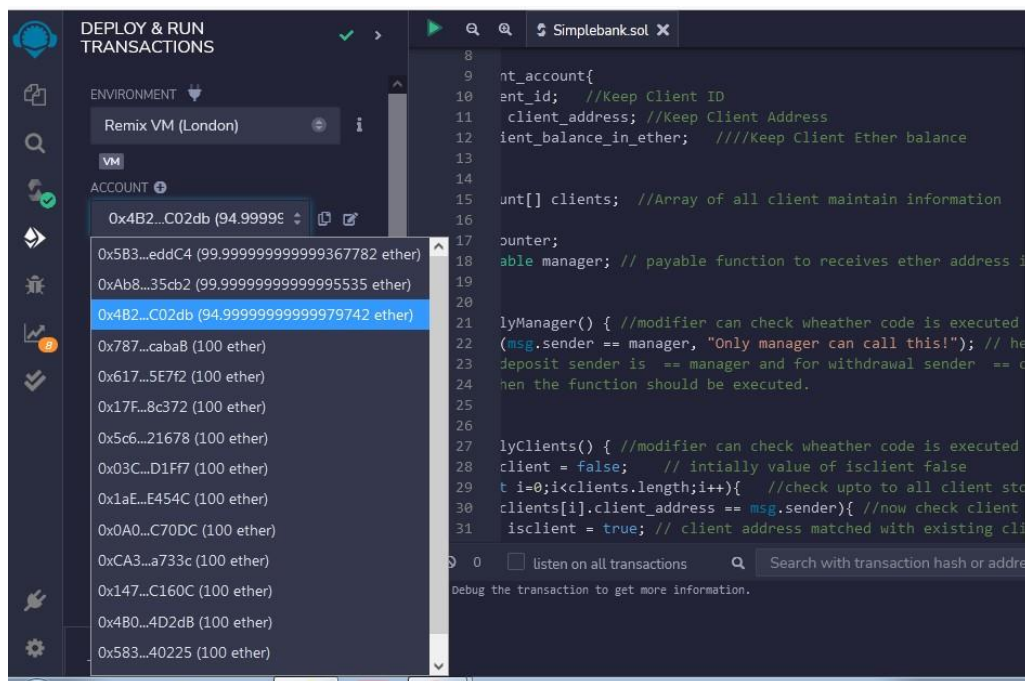 DEPLOY & RUN
TRANSACTIONS
ENVIRONMENT
Remix VM (London)
VM
ACCOUNT
0x4B2...C02db (94.99999
0x5B3...eddC4 (99.999999999999367782 ether)
0xAb8...35cb2 (99.99999999999995535 ether)
0x4B2...C02db (94.99999999999979742 ether)
0x787...cabaB (100 ether)
0x617...5E7f2 (100 ether)
0x17F...8c372 (100 ether)
0x5c6...21678 (100 ether)
0x03C...D1Ff7 (100 ether)
0x1aE...E454C (100 ether)
0x0A0...C70DC (100 ether)
0xCA3...a733c (100 ether)
0x147...C160C (100 ether)
0x4B0...4D2dB (100 ether)
0x583...40225 (100 ether)
8
Simplebank.sol
8
9 nt_account{
10 ent_id; //Keep Client ID
11 client_address; //Keep Client Address
12 ient_balance_in_ether; ////Keep Client Ether balance
13
14
15 unt[] clients; //Array of all client maintain information
16
17 ounter;
18 able manager; // payable function to receives ether address i
19
20
21 lyManager() { //modifier can check wheather code is executed
22 (msg.sender == manager, "Only manager can call this!"); // he
23 deposit sender is == manager and for withdrawal sender == c
24 hen the function should be executed.
25
26
27 lyClients() { //modifier can check wheather code is executed
28 client = false; // intially value of isclient false
29 t i=0;i<clients.length;i++){ //check upto to all client sto
30 clients[i].client_address == msg.sender){ //now check client
31 isclient = true; // client address matched with existing cli
0 listen on all transactions Search with transaction hash or addre
Debug the transaction to get more information.